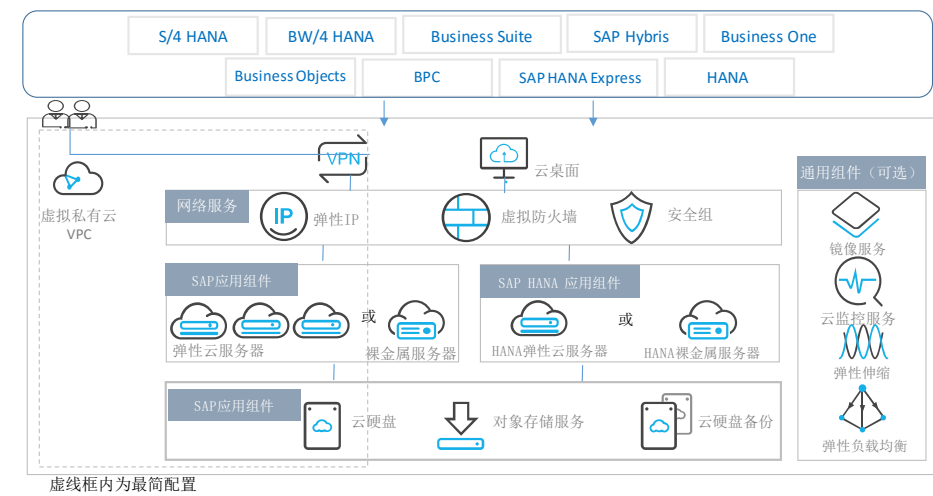 S/4 HANA
BW/4 HANA
Business Suite
SAP Hybris
Business One
Business Objects
BPC
SAP HANA Express
HANA
VPN
云桌面
通用组件（可选）
虚拟私有云
VPC
网络服务
IP
弹性IP
虚拟防火墙
安全组
镜像服务
SAP应用组件
SAP HANA 应用组件
或
或
云监控服务
弹性云服务器
裸金属服务器
HANA弹性云服务器
HANA裸金属服务器
弹性伸缩
SAP应用组件
云硬盘
对象存储服务
云硬盘备份
弹性负载均衡
虚线框内为最简配置